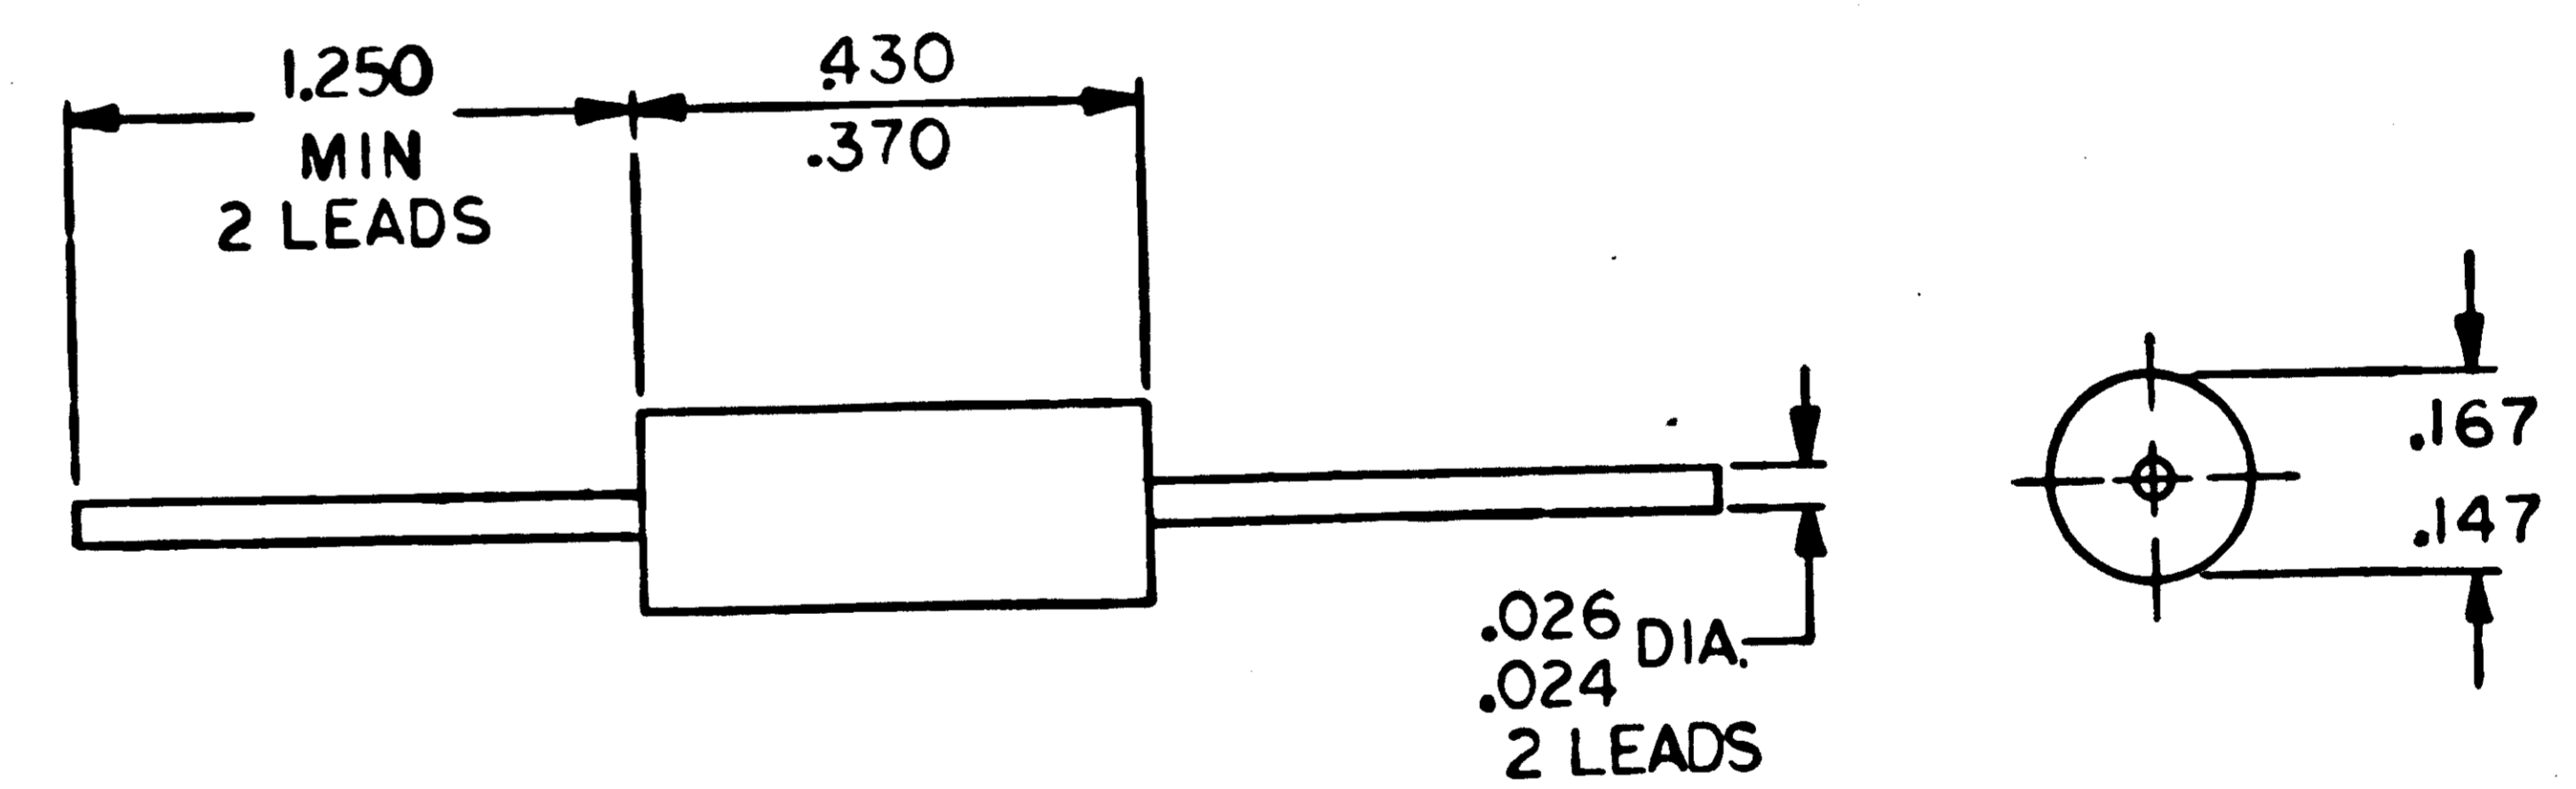 1.250
MIN
2 LEADS
.430
.370
.026 DIA.
.024
2 LEADS
.167
.147